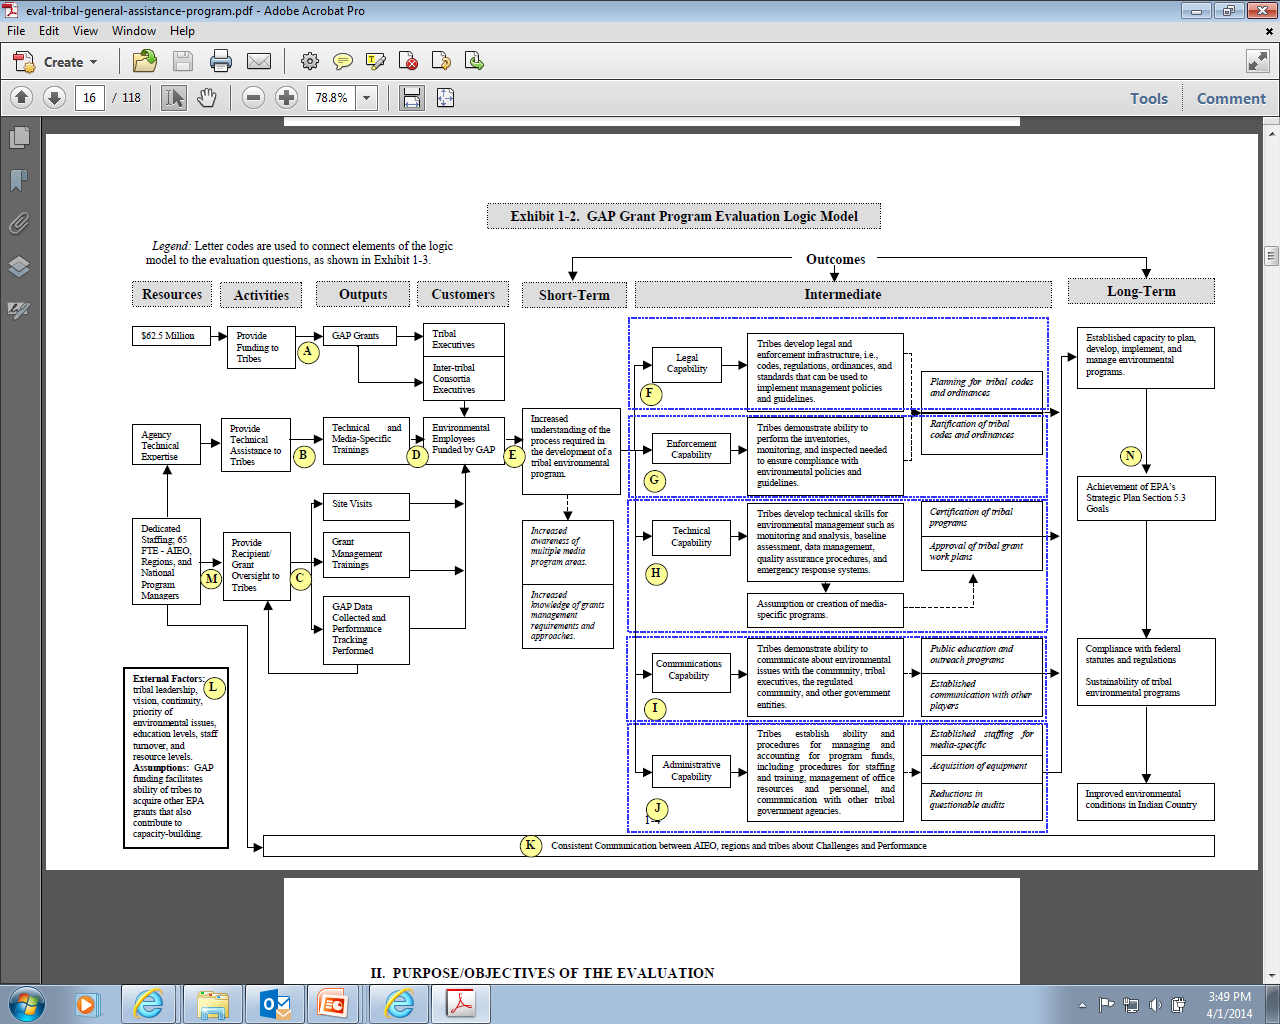 eval-tribal-general-assistance-program.pdf - Adobe Acrobat Pro
File Edit View Window Help
Create
16 / 118
78.8%
Tools
Comment
Exhibit 1-2. GAP Grant Program Evaluation Logic Model
Legend: Letter codes are used to connect elements of the logic
model to the evaluation questions, as shown in Exhibit 1-3.
Outcomes
Resources
Activities
Outputs
Customers
Short-Term
Intermediate
Long-Term
$62.5 Million
Provide
Funding to
Tribes
A
GAP Grants
Tribal
Executives
Inter-tribal
Consortia
Executives
Agency
Technical
Expertise
Provide
Technical
Assistance to
Tribes
B
Technical and
Media-Specific
Trainings
D
Environmental
Employees
Funded by GAP
E
Dedicated
Staffing; 65
FTE - AIEO,
Regions, and
National
Program
Managers
M
Provide
Recipient/
Grant
Oversight to
Tribes
C
Site Visits
Grant
Management
Trainings
GAP Data
Collected and
Performance
Tracking
Performed
Increased
understanding of the
process required in
the development of a
tribal environmental
program.
Increased
awareness of
multiple media
program areas.
Increased
knowledge of grants
management
requirements and
approaches.
Legal
Capability
F
Tribes develop legal and
enforcement infrastructure, i.e.,
codes, regulations, ordinances, and
standards that can be used to
implement management policies
and guidelines.
Planning for tribal codes
and ordinances
Ratification of tribal
codes and ordinances
Enforcement
Capability
G
Tribes demonstrate ability to
perform the inventories,
monitoring, and inspected needed
to ensure compliance with
environmental policies and
guidelines.
Technical
Capability
H
Tribes develop technical skills for
environmental management such as
monitoring and analysis, baseline
assessment, data management,
quality assurance procedures, and
emergency response systems.
Assumption or creation of media-
specific programs.
Certification of tribal
programs
Approval of tribal grant
work plans
Communications
Capability
I
Tribes demonstrate ability to
communicate about environmental
issues with the community, tribal
executives, the regulated
community, and other government
entities.
Public education and
outreach programs
Established
communication with other
players
Administrative
Capability
J
1-4
Tribes establish ability and
procedures for managing and
accounting for program funds,
including procedures for staffing
and training, management of office
resources and personnel, and
communication with other tribal
government agencies.
Established staffing for
media-specific
Acquisition of equipment
Reductions in
questionable audits
Established capacity to plan,
develop, implement, and
manage environmental
programs.
N
Achievement of EPA's
Strategic Plan Section 5.3
Goals
Compliance with federal
statutes and regulations
Sustainability of tribal
environmental programs
Improved environmental
conditions in Indian Country
External Factors:
L
tribal leadership,
vision, continuity,
priority of
environmental issues,
education levels, staff
turnover, and
resource levels.
Assumptions: GAP
funding facilitates
ability of tribes to
acquire other EPA
grants that also
contribute to
capacity-building.
K Consistent Communication between AIEO, regions and tribes about Challenges and Performance
II. PURPOSE/OBJECTIVES OF THE EVALUATION
3:49 PM
4/1/2014